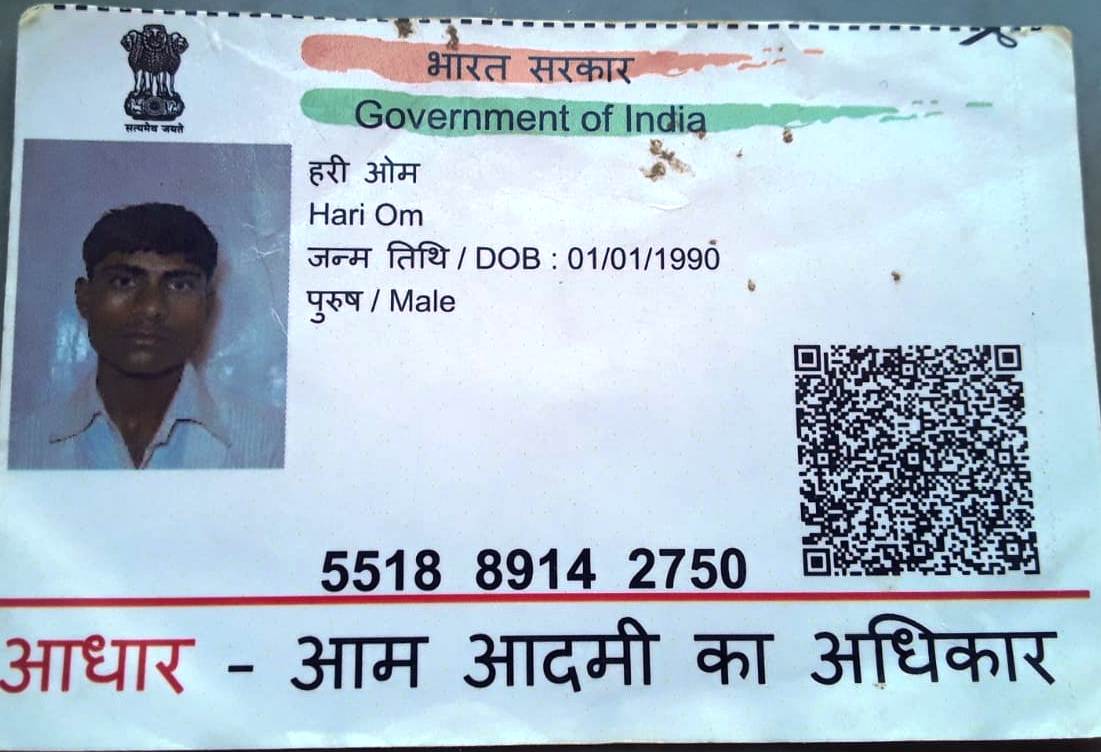 सत्यमेव जयते
भारत सरकार
Government of India
हरी ओम
Hari Om
जन्म तिथि / DOB : 01/01/1990
पुरुष / Male
5518 8914 2750
आधार - आम आदमी का अधिकार